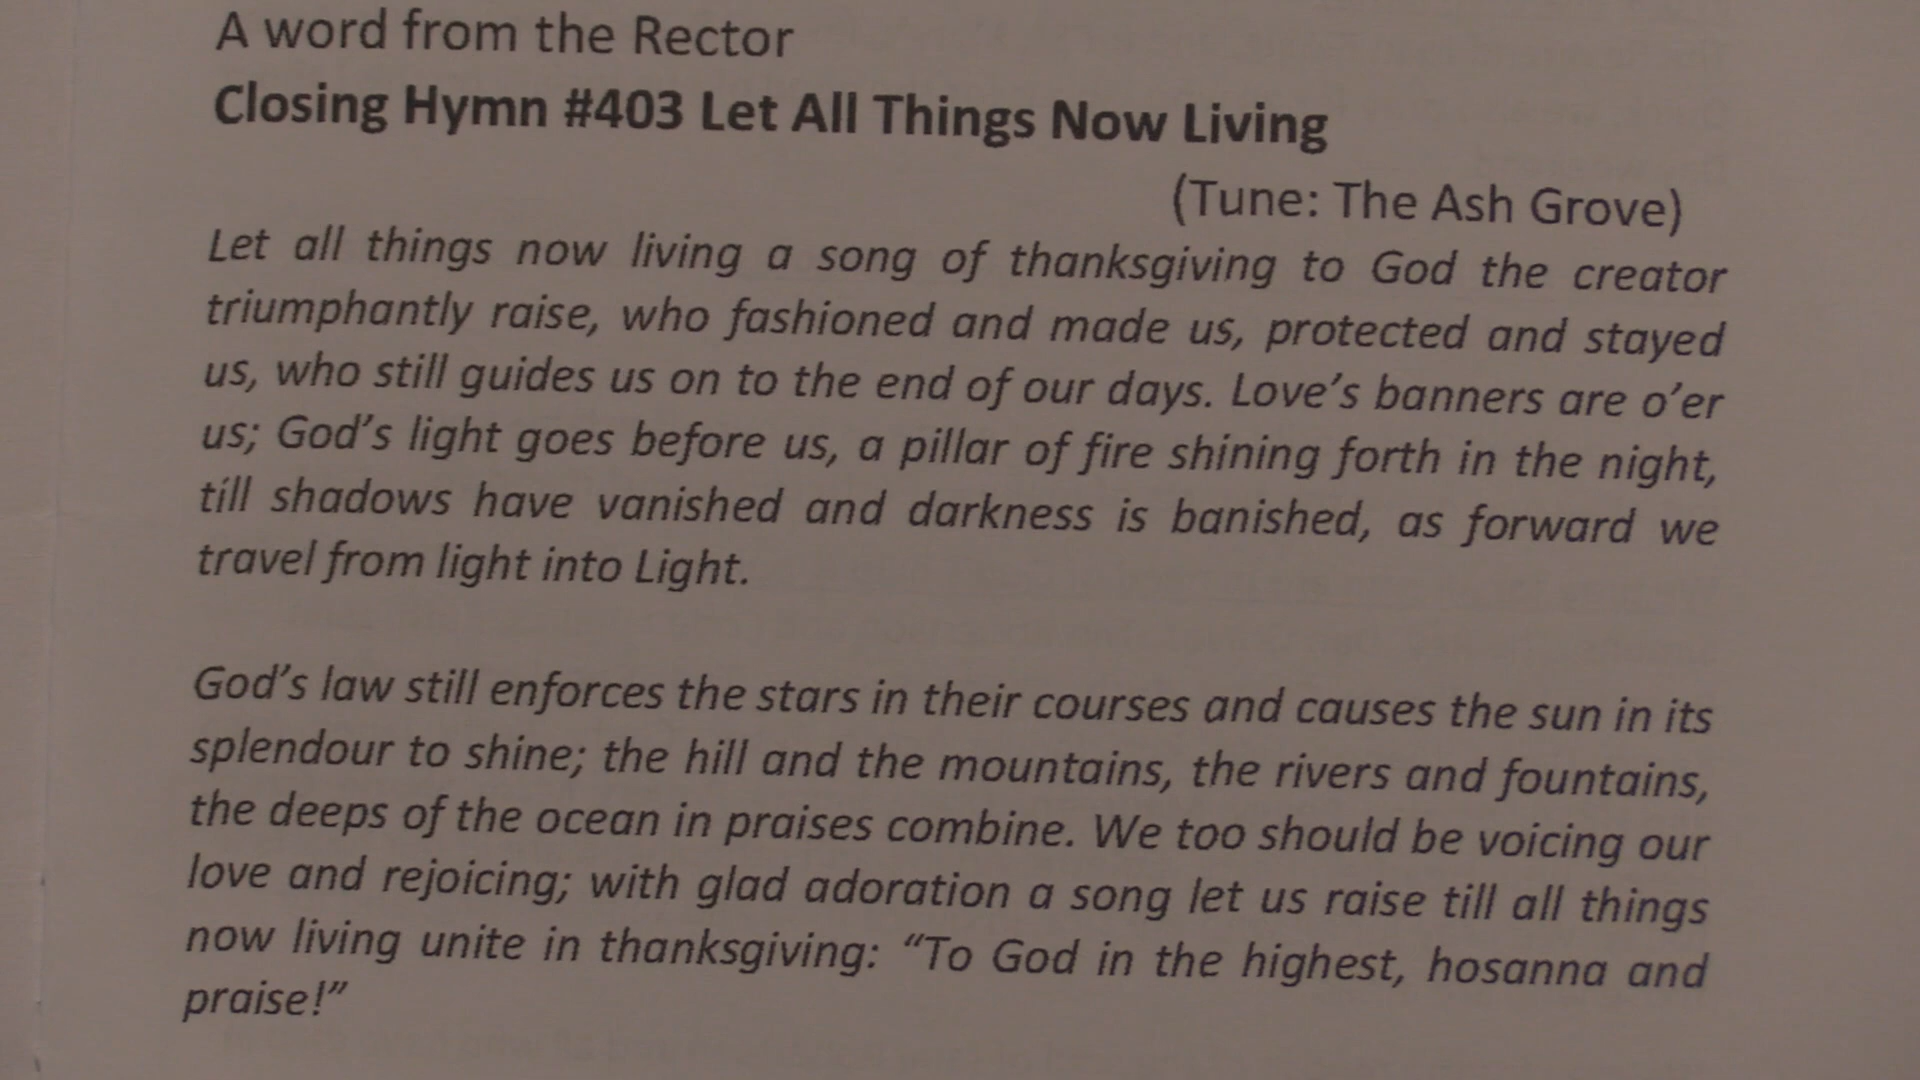 A word from the Rector
Closing Hymn #403 Let All Things Now Living
(Tune: The Ash Grove)
Let all things now living a song of thanksgiving to God the creator
triumphantly raise, who fashioned and made us, protected and stayed
us, who still guides us on to the end of our days. Love’s banners are o’er
us; God’s light goes before us, a pillar of fire shining forth in the night,
till shadows have vanished and darkness is banished, as forward we
travel from light into Light.
God’s law still enforces the stars in their courses and causes the sun in its
splendour to shine; the hill and the mountains, the rivers and fountains,
the deeps of the ocean in praises combine. We too should be voicing our
love and rejoicing; with glad adoration a song let us raise till all things
now living unite in thanksgiving: “To God in the highest, hosanna and
praise!”